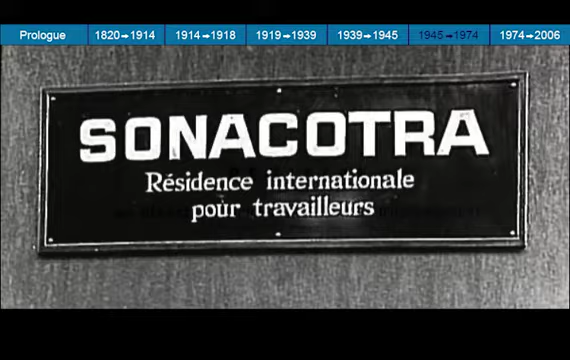 Prologue
1820→1914
1914→1918
1919→1939
1939→1945
1945→1974
1974→2006
SONACOTRA
Résidence internationale
pour travailleurs